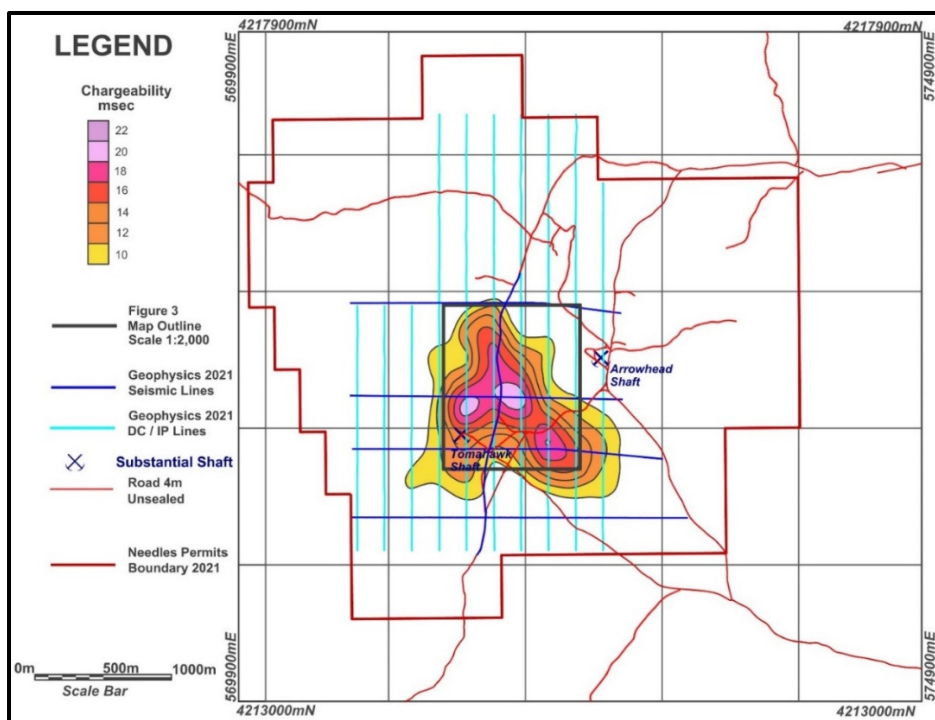 4217900mN
4217900mN
569900mE
574900mE
LEGEND
Chargeability
msec
22
20
18
16
14
12
10
Figure 3
Map Outline
Scale 1:2,000
Geophysics 2021
Seismic Lines
Geophysics 2021
DC / IP Lines
Substantial Shaft
Road 4m
Unsealed
Needles Permits
Boundary 2021
0m 500m 1000m
Scale Bar
Arrowhead
Shaft
Tomahawk
Shaft
569900mE
574900mE
4213000mN
4213000mN